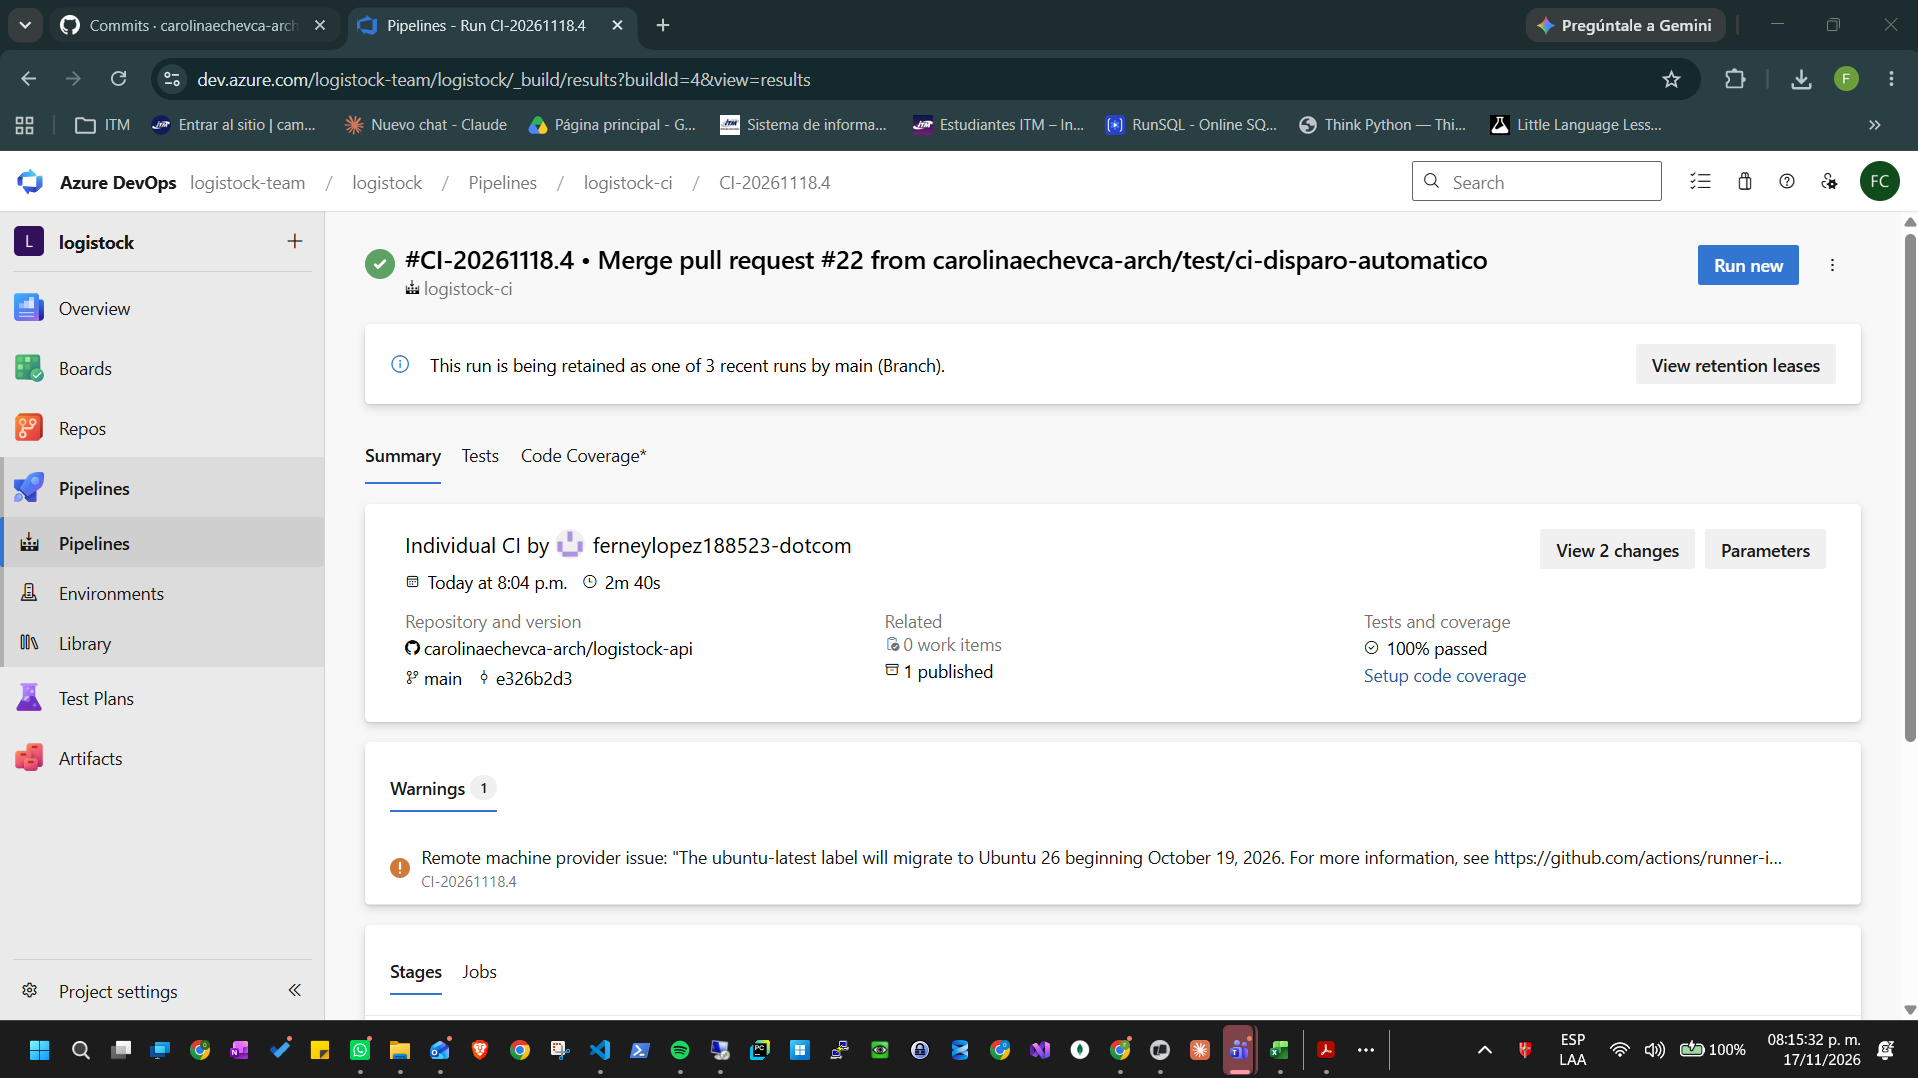 Commits · carolinaechevca-arch
Pipelines - Run CI-20261118.4
Pregúntale a Gemini
dev.azure.com/logistock-team/logistock/_build/results?buildId=4&view=results
F
ITM
Entrar al sitio | cam...
Nuevo chat - Claude
Página principal - G...
Sistema de informa...
Estudiantes ITM – In...
RunSQL - Online SQ...
Think Python — Thi...
Little Language Less...
Azure DevOps
logistock-team / logistock / Pipelines / logistock-ci / CI-20261118.4
Search
FC
L
logistock
Overview
Boards
Repos
Pipelines
Pipelines
Environments
Library
Test Plans
Artifacts
Project settings
#CI-20261118.4 • Merge pull request #22 from carolinaechevca-arch/test/ci-disparo-automatico
logistock-ci
Run new
This run is being retained as one of 3 recent runs by main (Branch).
View retention leases
Summary
Tests
Code Coverage*
Individual CI by ferneylopez188523-dotcom
View 2 changes
Parameters
Today at 8:04 p.m. 2m 40s
Repository and version
carolinaechevca-arch/logistock-api
main e326b2d3
Related
0 work items
1 published
Tests and coverage
100% passed
Setup code coverage
Warnings 1
Remote machine provider issue: "The ubuntu-latest label will migrate to Ubuntu 26 beginning October 19, 2026. For more information, see https://github.com/actions/runner-i...
CI-20261118.4
Stages
Jobs
ESP
LAA
100%
08:15:32 p. m.
17/11/2026